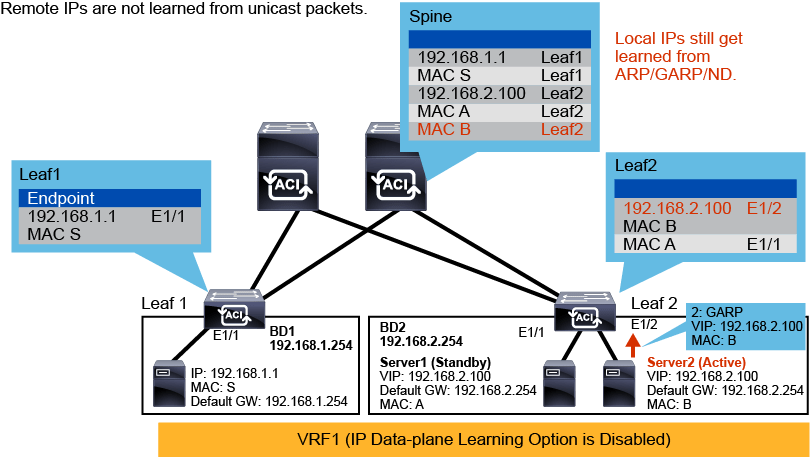 Remote IPs are not learned from unicast packets.
Spine
192.168.1.1 Leaf1
MAC S Leaf1
192.168.2.100 Leaf2
MAC A Leaf2
MAC B Leaf2
Local IPs still get
learned from
ARP/GARP/ND.
Leaf1
Endpoint
192.168.1.1 E1/1
MAC S
Leaf2
192.168.2.100 E1/2
MAC B
MAC A E1/1
ACI
ACI
Leaf 1
ACI
E1/1
BD1
192.168.1.254
IP: 192.168.1.1
MAC: S
Default GW: 192.168.1.254
BD2
192.168.2.254
E1/1
ACI
Leaf 2
E1/2
2: GARP
VIP: 192.168.2.100
MAC: B
Server1 (Standby)
VIP: 192.168.2.100
Default GW: 192.168.2.254
MAC: A
Server2 (Active)
VIP: 192.168.2.100
Default GW: 192.168.2.254
MAC: B
VRF1 (IP Data-plane Learning Option is Disabled)